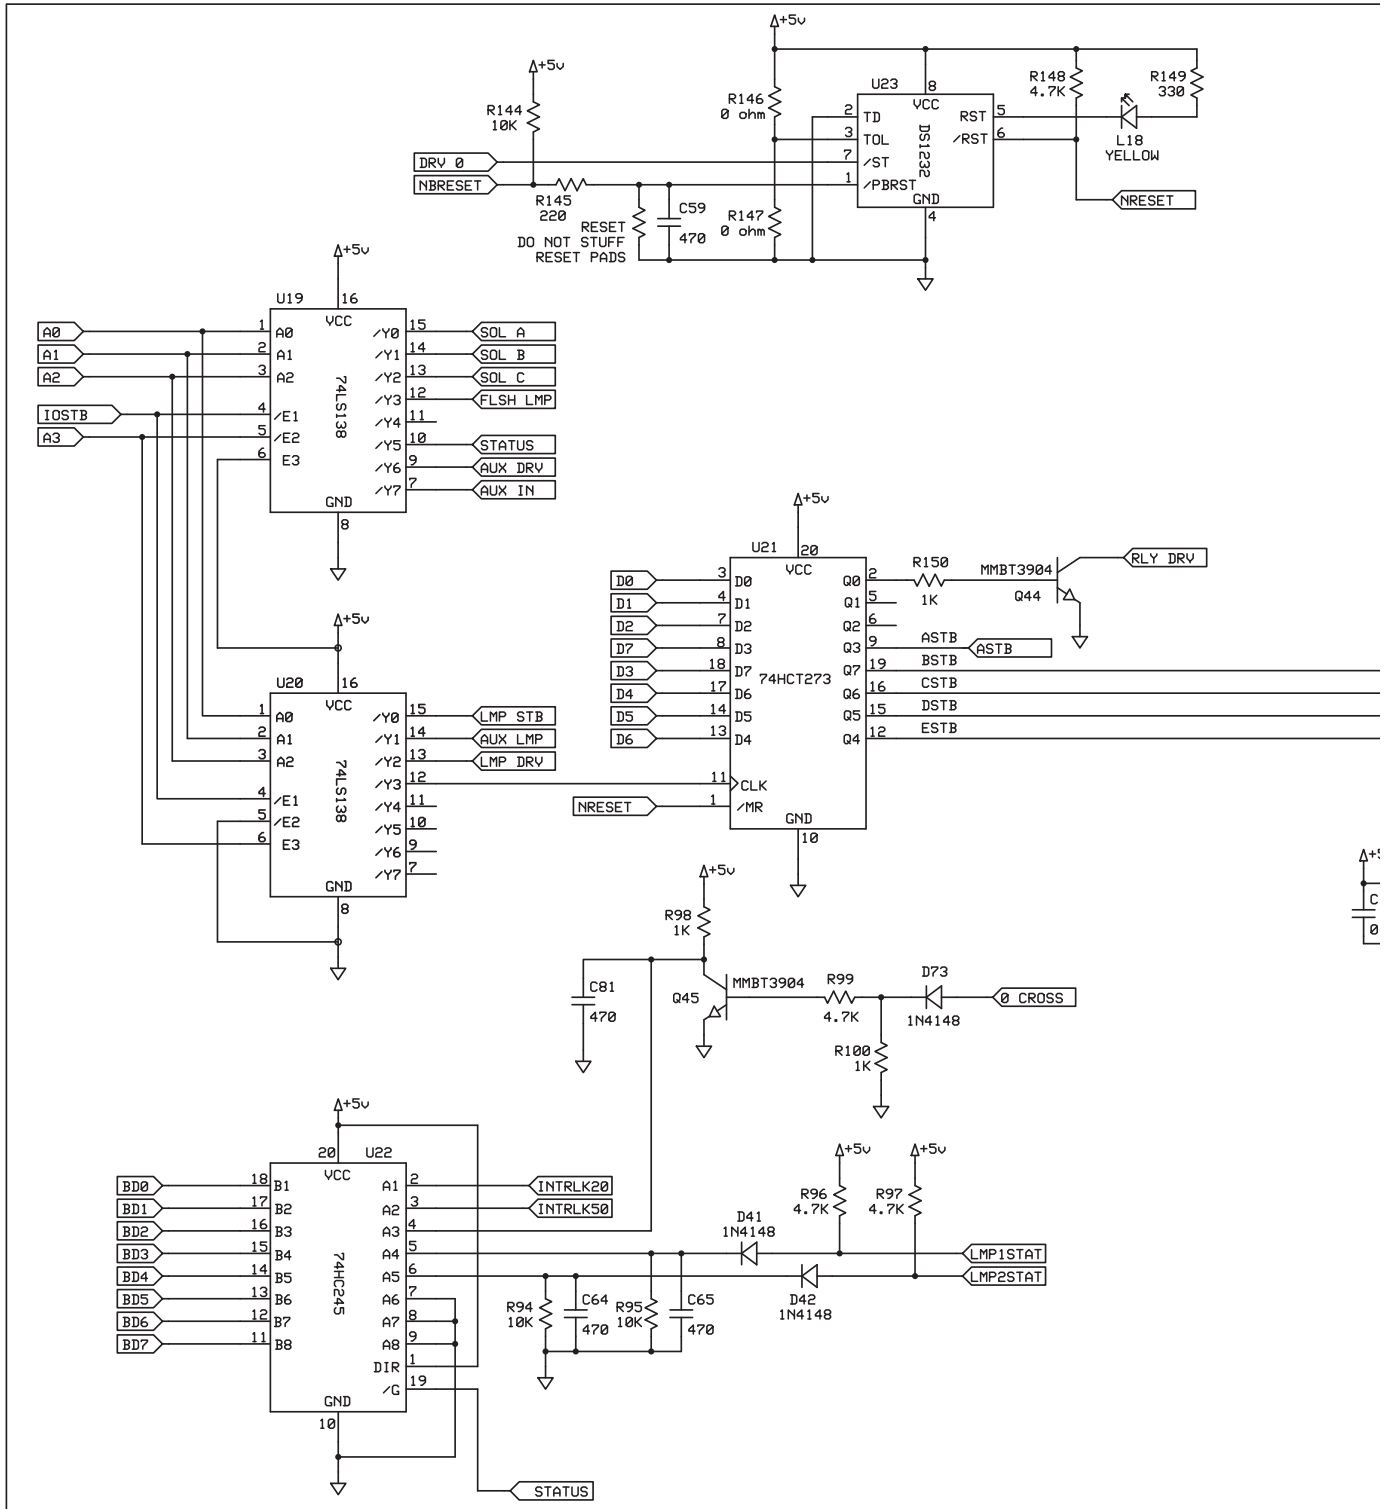 +5v
+5v
R144
10K
R146
0 ohm
U23
8
VCC
2 TD
3 TOL
7 /ST
1 /PBRST
DS1232
RST 5
/RST 6
GND
4
R148
4.7K
R149
330
L18
YELLOW
NRESET
DRV 0
NBRESET
R145
220
RESET
DO NOT STUFF
RESET PADS
C59
470
R147
0 ohm
+5v
U19
16
VCC
A0
A1
A2
IOSTB
A3
1 A0
2 A1
3 A2
4 /E1
5 /E2
6 E3
74LS138
/Y0 15 SOL A
/Y1 14 SOL B
/Y2 13 SOL C
/Y3 12 FLSH LMP
/Y4 11
/Y5 10 STATUS
/Y6 9 AUX DRV
/Y7 7 AUX IN
GND
8
+5v
U20
16
VCC
1 A0
2 A1
3 A2
4 /E1
5 /E2
6 E3
74LS138
/Y0 15 LMP STB
/Y1 14 AUX LMP
/Y2 13 LMP DRV
/Y3 12
/Y4 11
/Y5 10
/Y6 9
/Y7 7
GND
8
+5v
U21
20
VCC
D0 3 D0
D1 4 D1
D2 7 D2
D7 8 D3
D3 18 D7
D4 17 D6
D5 14 D5
D6 13 D4
11 CLK
NRESET 1 /MR
74HCT273
Q0 2
Q1 5
Q2 6
Q3 9 ASTB ASTB
Q7 19 BSTB
Q6 16 CSTB
Q5 15 DSTB
Q4 12 ESTB
GND
10
R150
1K
MMBT3904
Q44
RLY DRV
+5v
R98
1K
C81
470
Q45
MMBT3904
R99
4.7K
D73
1N4148
0 CROSS
R100
1K
+5v
20
U22
VCC
BD0 18 B1
BD1 17 B2
BD2 16 B3
BD3 15 B4
BD4 14 B5
BD5 13 B6
BD6 12 B7
BD7 11 B8
74HC245
A1 2 INTRLK20
A2 3 INTRLK50
A3 4
A4 5
A5 6
A6 7
A7 8
A8 9
DIR 1
/G 19
GND
10
STATUS
+5v
+5v
R96
4.7K
R97
4.7K
D41
1N4148
LMP1STAT
LMP2STAT
D42
1N4148
R94
10K
C64
470
R95
10K
C65
470
C
0